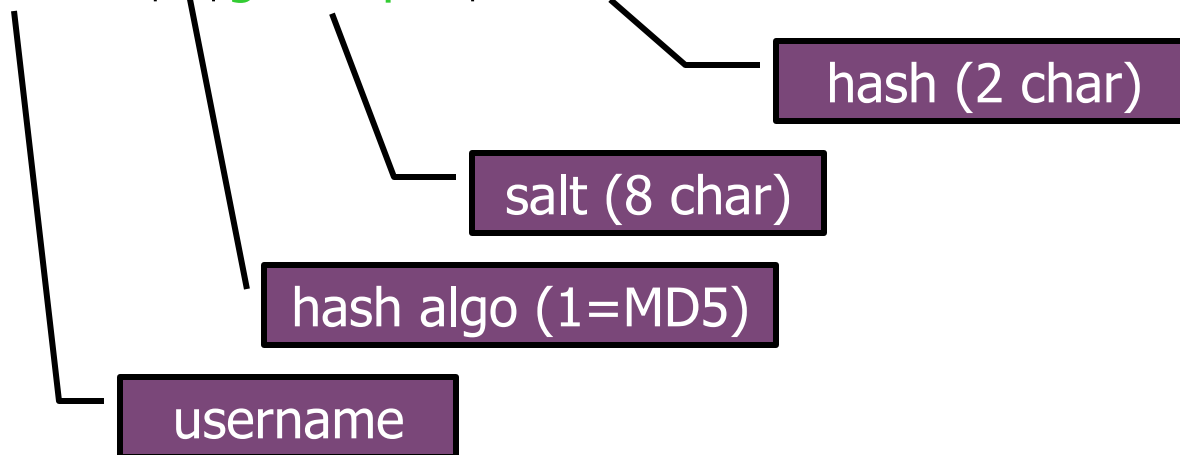 hash (2 char)
salt (8 char)
hash algo (1=MD5)
username